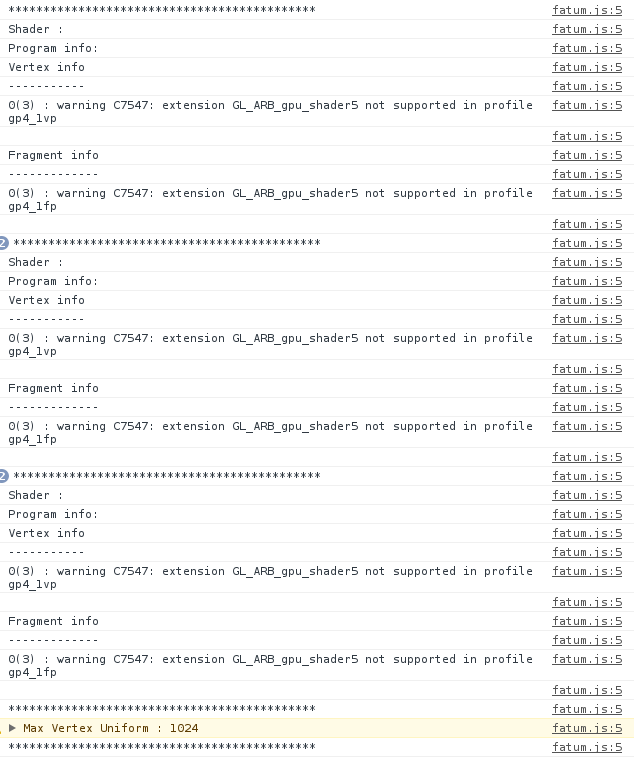 ******************************************** fatum.js:5
Shader : fatum.js:5
Program info: fatum.js:5
Vertex info fatum.js:5
----------- fatum.js:5
0(3) : warning C7547: extension GL_ARB_gpu_shader5 not supported in profile fatum.js:5
gp4_1vp
fatum.js:5
Fragment info fatum.js:5
------------- fatum.js:5
0(3) : warning C7547: extension GL_ARB_gpu_shader5 not supported in profile fatum.js:5
gp4_1fp
fatum.js:5
2 ******************************************** fatum.js:5
Shader : fatum.js:5
Program info: fatum.js:5
Vertex info fatum.js:5
----------- fatum.js:5
0(3) : warning C7547: extension GL_ARB_gpu_shader5 not supported in profile fatum.js:5
gp4_1vp
fatum.js:5
Fragment info fatum.js:5
------------- fatum.js:5
0(3) : warning C7547: extension GL_ARB_gpu_shader5 not supported in profile fatum.js:5
gp4_1fp
fatum.js:5
2 ******************************************** fatum.js:5
Shader : fatum.js:5
Program info: fatum.js:5
Vertex info fatum.js:5
----------- fatum.js:5
0(3) : warning C7547: extension GL_ARB_gpu_shader5 not supported in profile fatum.js:5
gp4_1vp
fatum.js:5
Fragment info fatum.js:5
------------- fatum.js:5
0(3) : warning C7547: extension GL_ARB_gpu_shader5 not supported in profile fatum.js:5
gp4_1fp
fatum.js:5
******************************************** fatum.js:5
▶ Max Vertex Uniform : 1024 fatum.js:5
******************************************** fatum.js:5